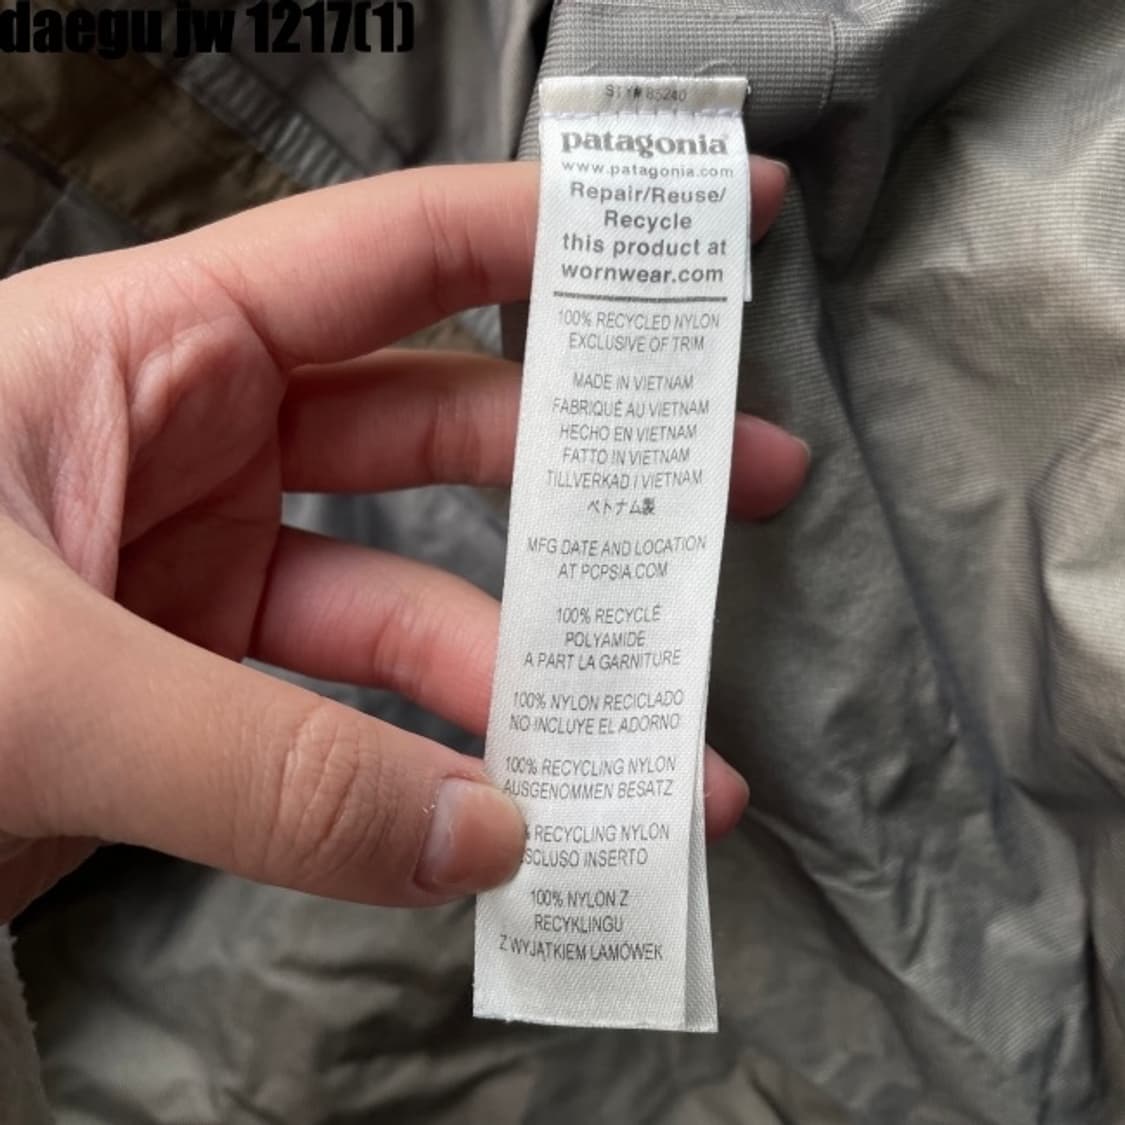 daegu jw 1217(1)
STY# 85240
patagonia
www.patagonia.com
Repair/Reuse/
Recycle
this product at
wornwear.com
100% RECYCLED NYLON
EXCLUSIVE OF TRIM
MADE IN VIETNAM
FABRIQUÉ AU VIETNAM
HECHO EN VIETNAM
FATTO IN VIETNAM
TILLVERKAD I VIETNAM
ベトナム製
MFG DATE AND LOCATION
AT PCPSIA.COM
100% RECYCLÉ
POLYAMIDE
A PART LA GARNITURE
100% NYLON RECICLADO
NO INCLUYE EL ADORNO
100% RECYCLING NYLON
AUSGENOMMEN BESATZ
% RECYCLING NYLON
SCLUSO INSERTO
100% NYLON Z
RECYKLINGU
Z WYJĄTKIEM LAMÓWEK